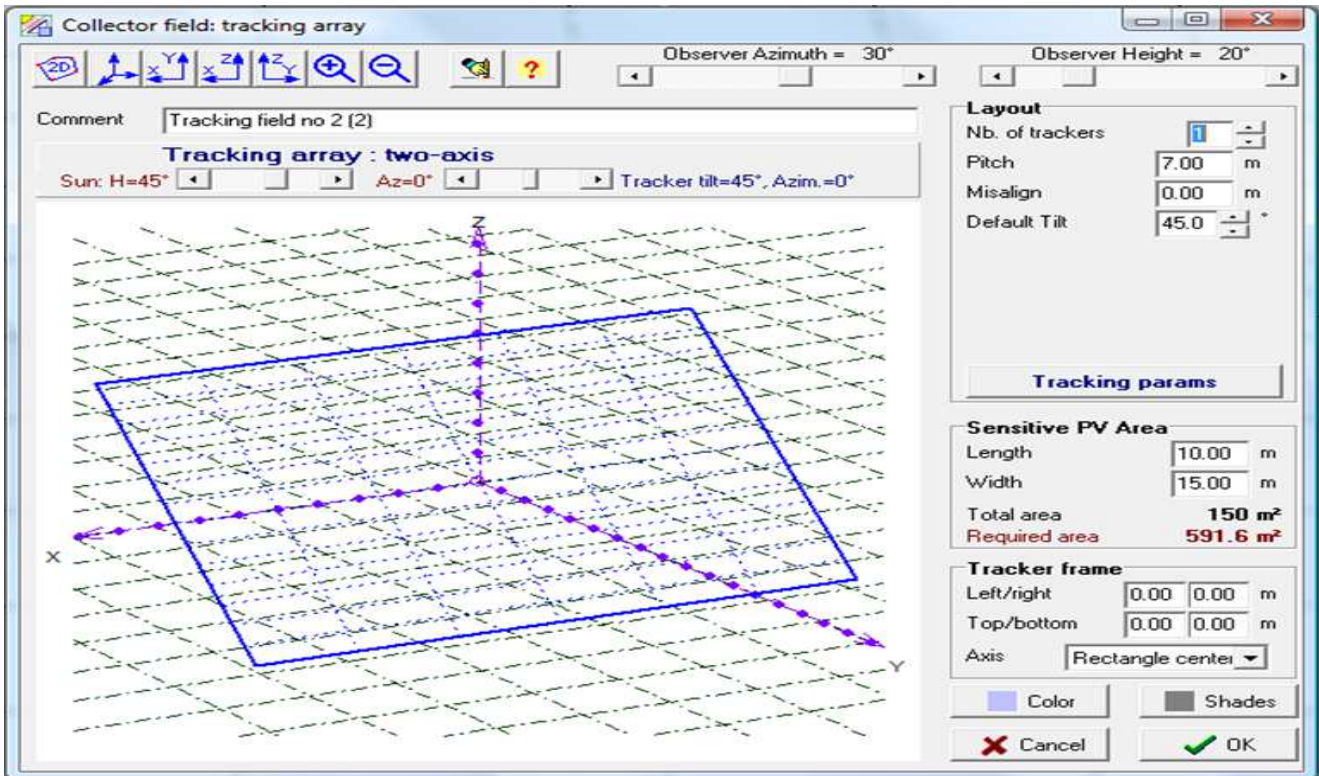 Collector field: tracking array
2D X Y X Z Z Y ?
Observer Azimuth = 30°
Observer Height = 20°
Comment Tracking field no 2 (2)
Tracking array : two-axis
Sun: H=45° Az=0° Tracker tilt=45°, Azim.=0°
Z
X
Y
Layout
Nb. of trackers 1
Pitch 7.00 m
Misalign 0.00 m
Default Tilt 45.0 °
Tracking params
Sensitive PV Area
Length 10.00 m
Width 15.00 m
Total area 150 m²
Required area 591.6 m²
Tracker frame
Left/right 0.00 0.00 m
Top/bottom 0.00 0.00 m
Axis Rectangle center
Color Shades
Cancel OK